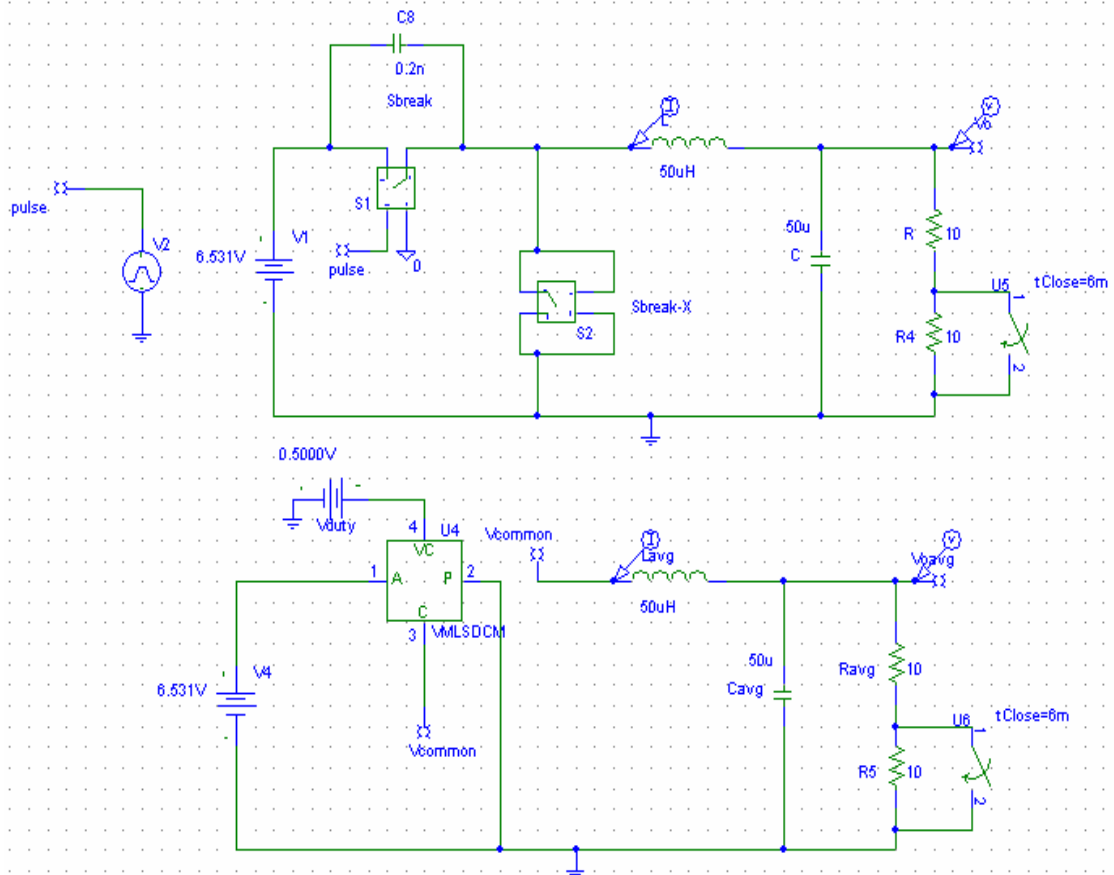 C8
0.2n
Sbreak
L
Vo
50uH
S1
pulse
V2
V1
6.531V
pulse
0
50u
C
R
10
U5
tClose=6m
1
Sbreak-X
S2
R4
10
2
0.5000V
Vduty
4
U4
VC
Vcommon
Lavg
Voavg
1
A
P
2
50uH
C
3
VMLSDCM
V4
6.531V
50u
Cavg
Ravg
10
U6
tClose=6m
1
Vcommon
R5
10
2